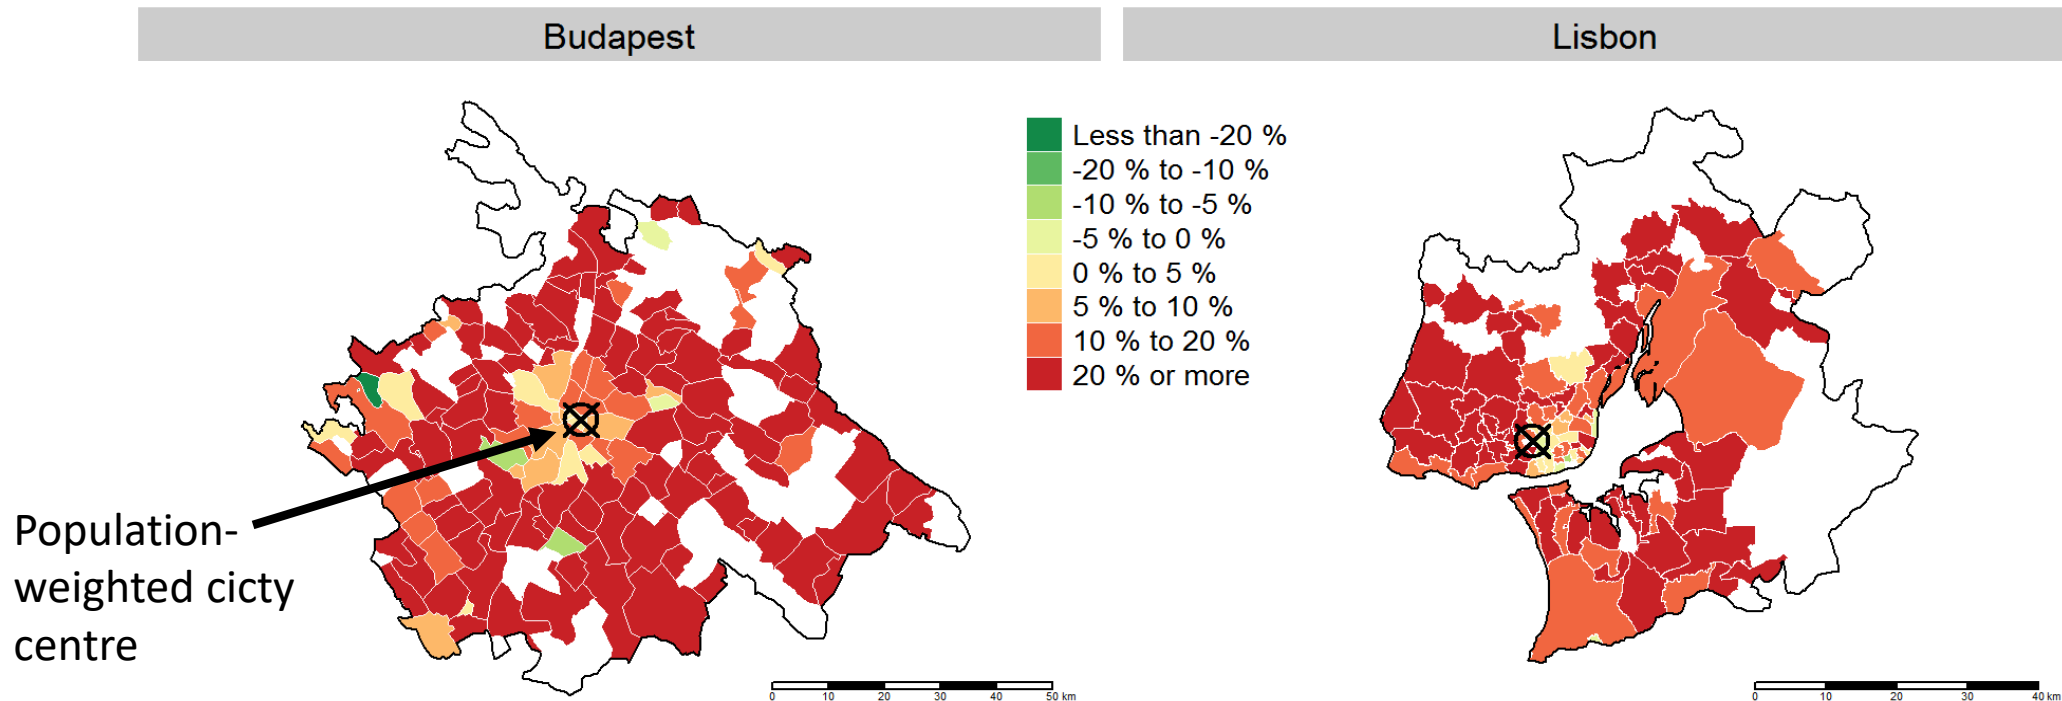 Budapest
Lisbon
Less than -20 %
-20 % to -10 %
-10 % to -5 %
-5 % to 0 %
0 % to 5 %
5 % to 10 %
10 % to 20 %
20 % or more
Population-
weighted cicty
centre
0 10 20 30 40 50 km
0 10 20 30 40 km